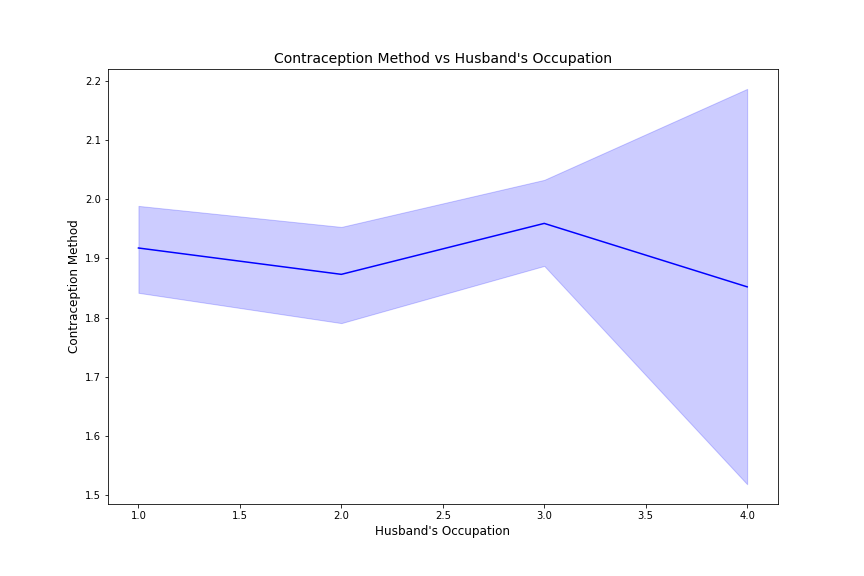 Contraception Method vs Husband's Occupation
2.2
2.1
2.0
1.9
1.8
1.7
1.6
1.5
Contraception Method
1.0 1.5 2.0 2.5 3.0 3.5 4.0
Husband's Occupation